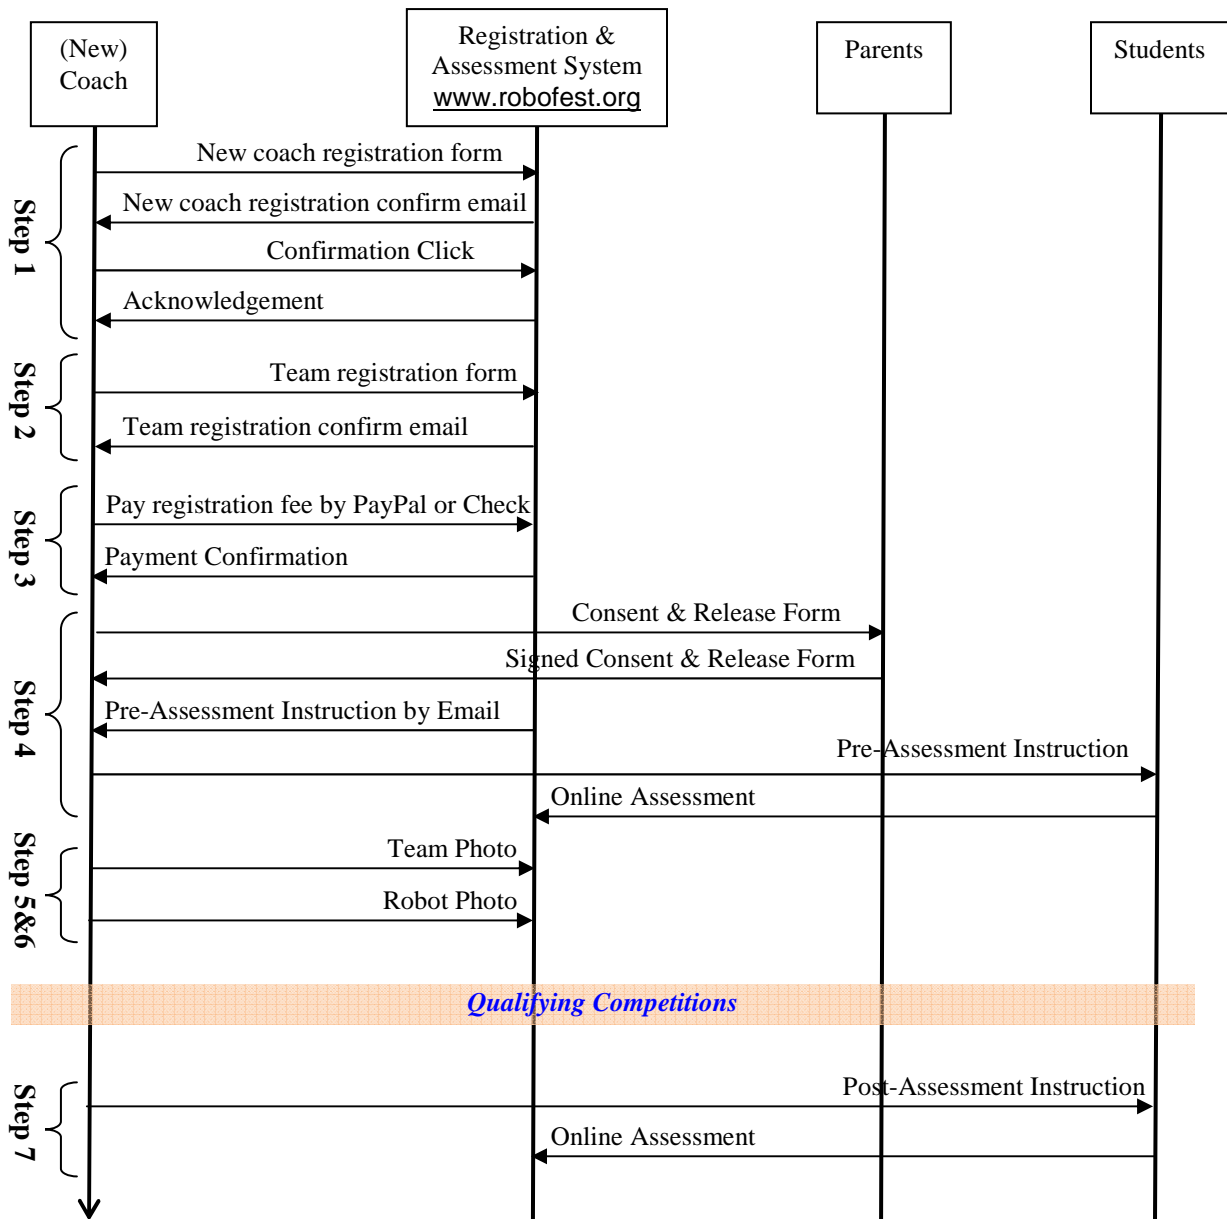 (New)
Coach
Registration &
Assessment System
www.robofest.org
Parents
Students
Step 1
New coach registration form
New coach registration confirm email
Confirmation Click
Acknowledgement
Step 2
Team registration form
Team registration confirm email
Step 3
Pay registration fee by PayPal or Check
Payment Confirmation
Step 4
Consent & Release Form
Signed Consent & Release Form
Pre-Assessment Instruction by Email
Pre-Assessment Instruction
Online Assessment
Step 5&6
Team Photo
Robot Photo
Qualifying Competitions
Step 7
Post-Assessment Instruction
Online Assessment